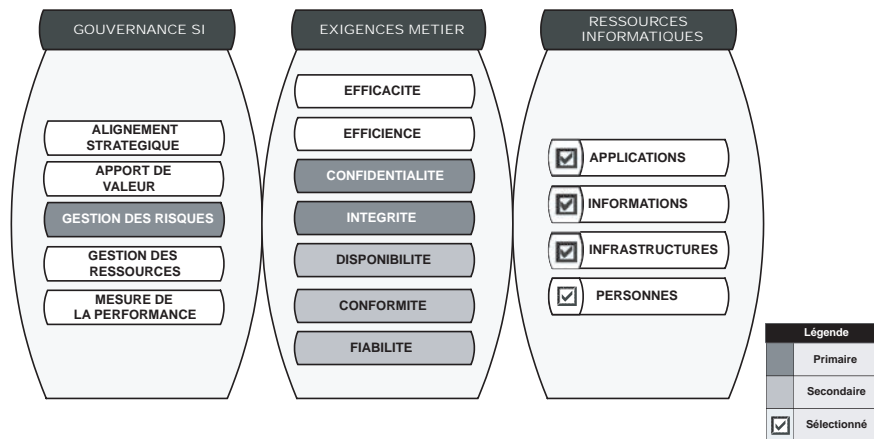 GOUVERNANCE SI
ALIGNEMENT
STRATEGIQUE
APPORT DE
VALEUR
GESTION DES RISQUES
GESTION DES
RESSOURCES
MESURE DE
LA PERFORMANCE
EXIGENCES METIER
EFFICACITE
EFFICIENCE
CONFIDENTIALITE
INTEGRITE
DISPONIBILITE
CONFORMITE
FIABILITE
RESSOURCES
INFORMATIQUES
APPLICATIONS
INFORMATIONS
INFRASTRUCTURES
PERSONNES
Légende
Primaire
Secondaire
Sélectionné